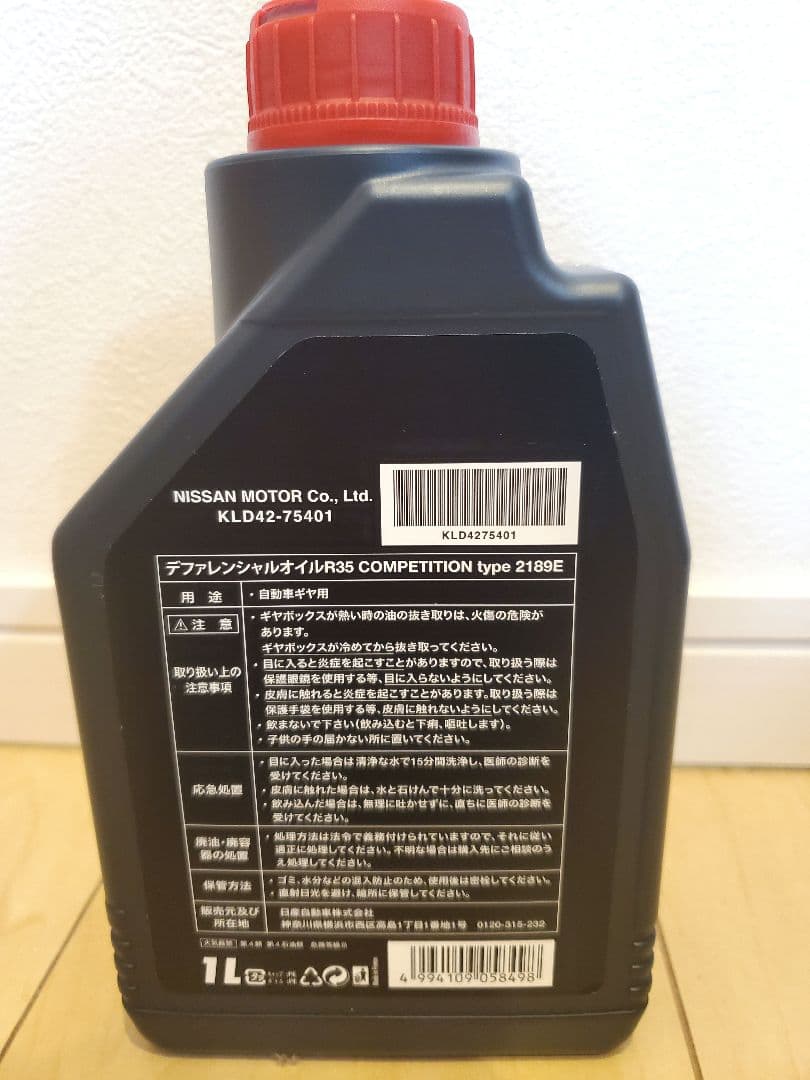 NISSAN MOTOR Co., Ltd.
KLD42-75401
KLD4275401
デファレンシャルオイルR35 COMPETITION type 2189E
用 途
・自動車ギヤ用
⚠注 意
取り扱い上の
注意事項
・ギヤボックスが熱い時の油の抜き取りは、火傷の危険が
あります。
ギヤボックスが冷めてから抜き取ってください。
・目に入ると炎症を起こすことがありますので、取り扱う際は
保護眼鏡を使用する等、目に入らないようにしてください。
・皮膚に触れると炎症を起こすことがあります。取り扱う際は
保護手袋を使用する等、皮膚に触れないようにしてください。
・飲まないで下さい(飲み込むと下痢、嘔吐します)。
・子供の手の届かない所に置いてください。
応急処置
・目に入った場合は清浄な水で15分間洗浄し、医師の診断を
受けてください。
・皮膚に触れた場合は、水と石けんで十分に洗ってください。
・飲み込んだ場合は、無理に吐かせずに、直ちに医師の診断を
受けてください。
廃油・廃容
器の処置
・処理方法は法令で義務付けられていますので、それに従い
適正に処理してください。不明な場合は購入先にご相談のう
え処理してください。
保管方法
・ゴミ、水分などの混入防止のため、使用後は密栓してください。
・直射日光を避け、暗所に保管してください。
販売元及び
所在地
日産自動車株式会社
神奈川県横浜市西区高島1丁目1番地1号 0120-315-232
火気厳禁 第4類 第4石油類 危険等級Ⅲ
1L
4 994109 058498